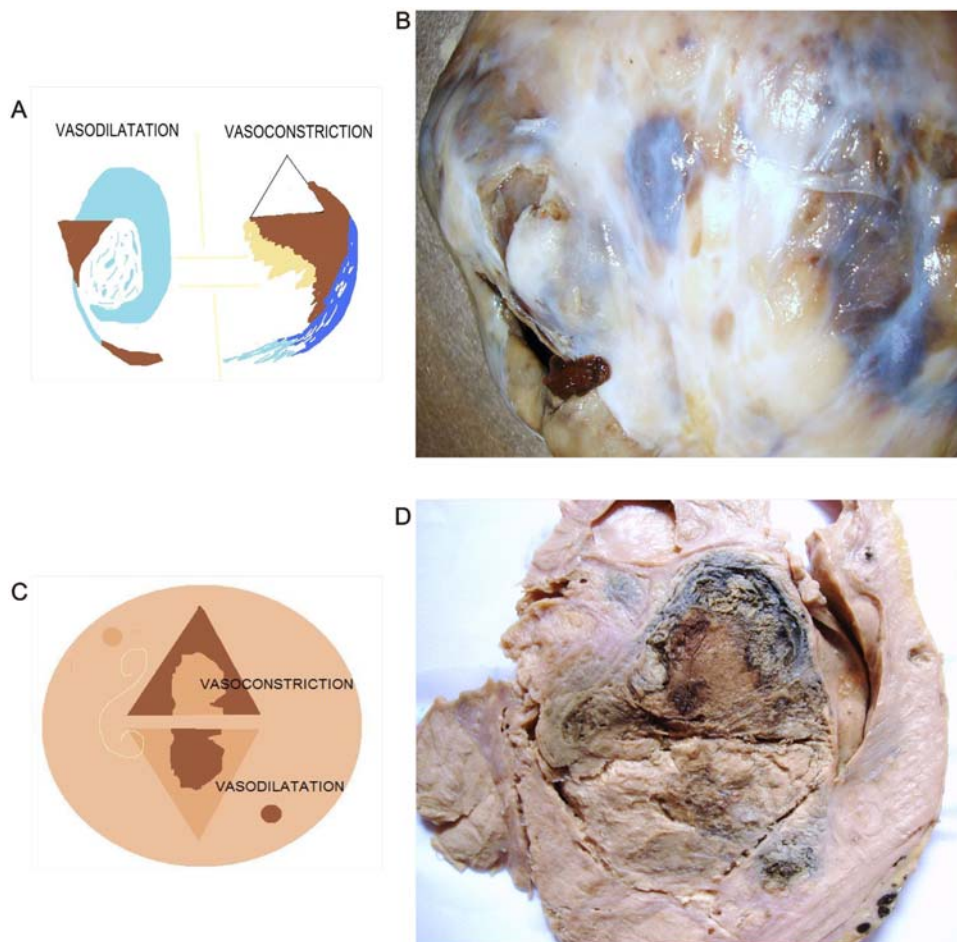 A
VASODILATATION
VASOCONSTRICTION
B
C
VASOCONSTRICTION
VASODILATATION
D